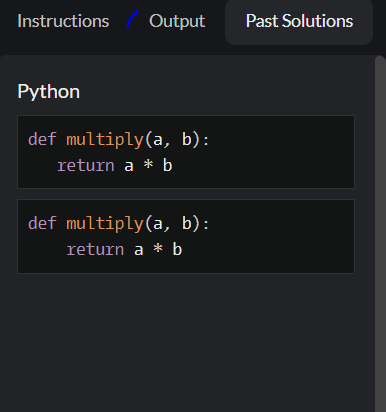 Instructions Output Past Solutions
Python
def multiply(a, b):
   return a * b
def multiply(a, b):
    return a * b